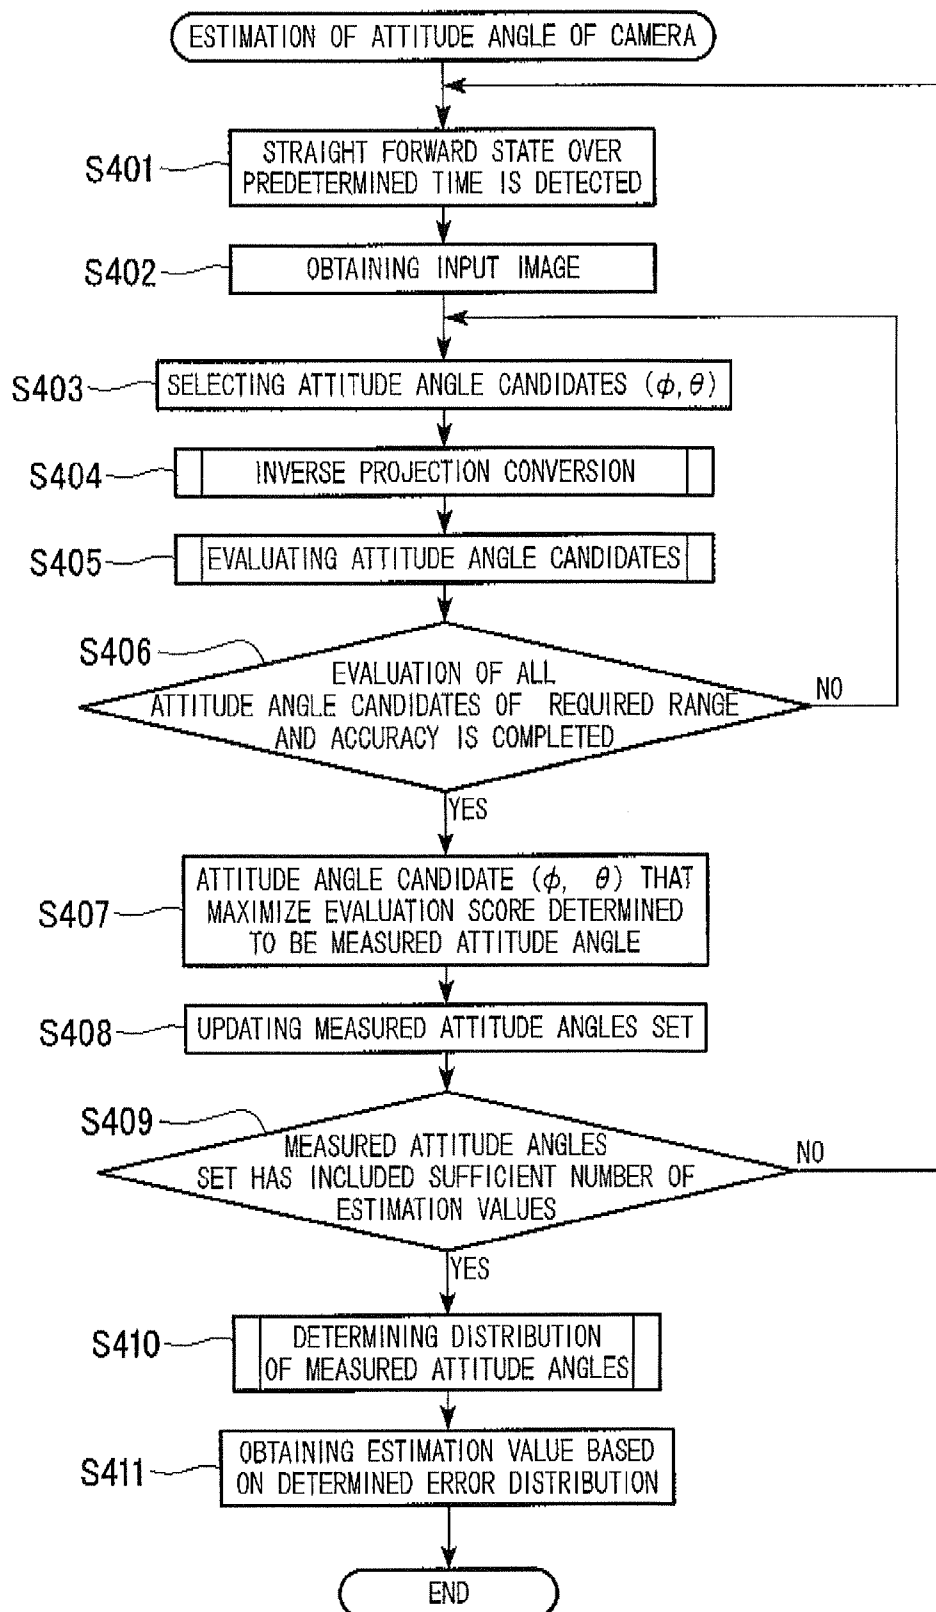 ESTIMATION OF ATTITUDE ANGLE OF CAMERA
S401
STRAIGHT FORWARD STATE OVER
PREDETERMINED TIME IS DETECTED
S402
OBTAINING INPUT IMAGE
S403
SELECTING ATTITUDE ANGLE CANDIDATES (ϕ, θ)
S404
INVERSE PROJECTION CONVERSION
S405
EVALUATING ATTITUDE ANGLE CANDIDATES
S406
EVALUATION OF ALL
ATTITUDE ANGLE CANDIDATES OF REQUIRED RANGE
AND ACCURACY IS COMPLETED
NO
YES
S407
ATTITUDE ANGLE CANDIDATE (ϕ, θ) THAT
MAXIMIZE EVALUATION SCORE DETERMINED
TO BE MEASURED ATTITUDE ANGLE
S408
UPDATING MEASURED ATTITUDE ANGLES SET
S409
MEASURED ATTITUDE ANGLES
SET HAS INCLUDED SUFFICIENT NUMBER OF
ESTIMATION VALUES
NO
YES
S410
DETERMINING DISTRIBUTION
OF MEASURED ATTITUDE ANGLES
S411
OBTAINING ESTIMATION VALUE BASED
ON DETERMINED ERROR DISTRIBUTION
END